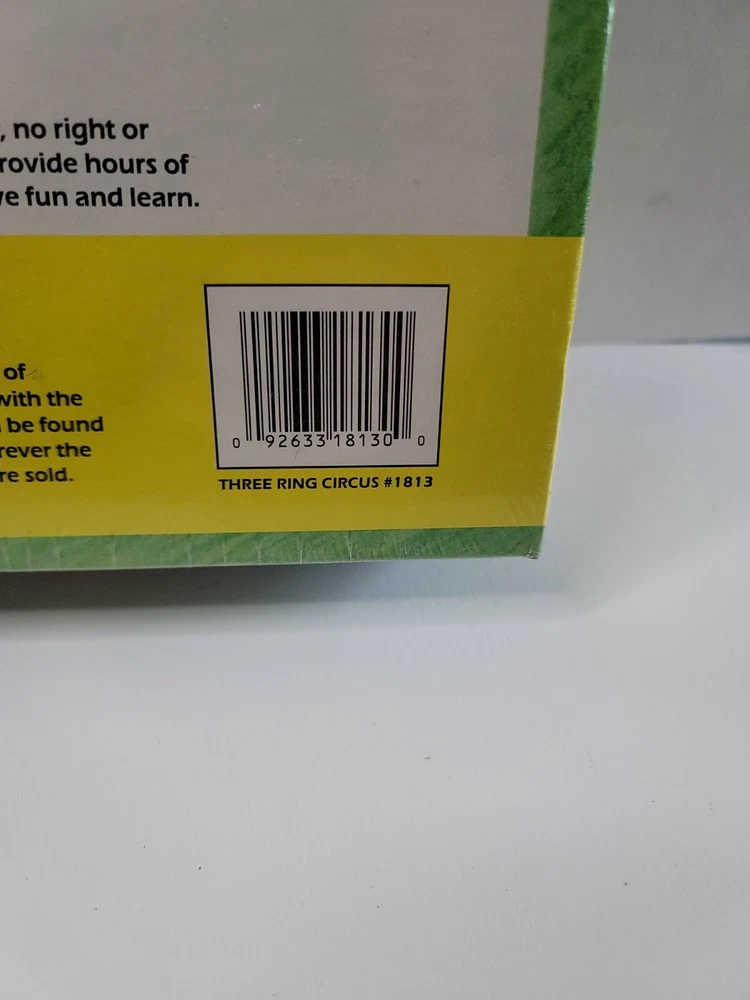 , no right or
rovide hours of
ve fun and learn.
of
with the
be found
rever the
re sold.
0 92633 18130 0
THREE RING CIRCUS #1813